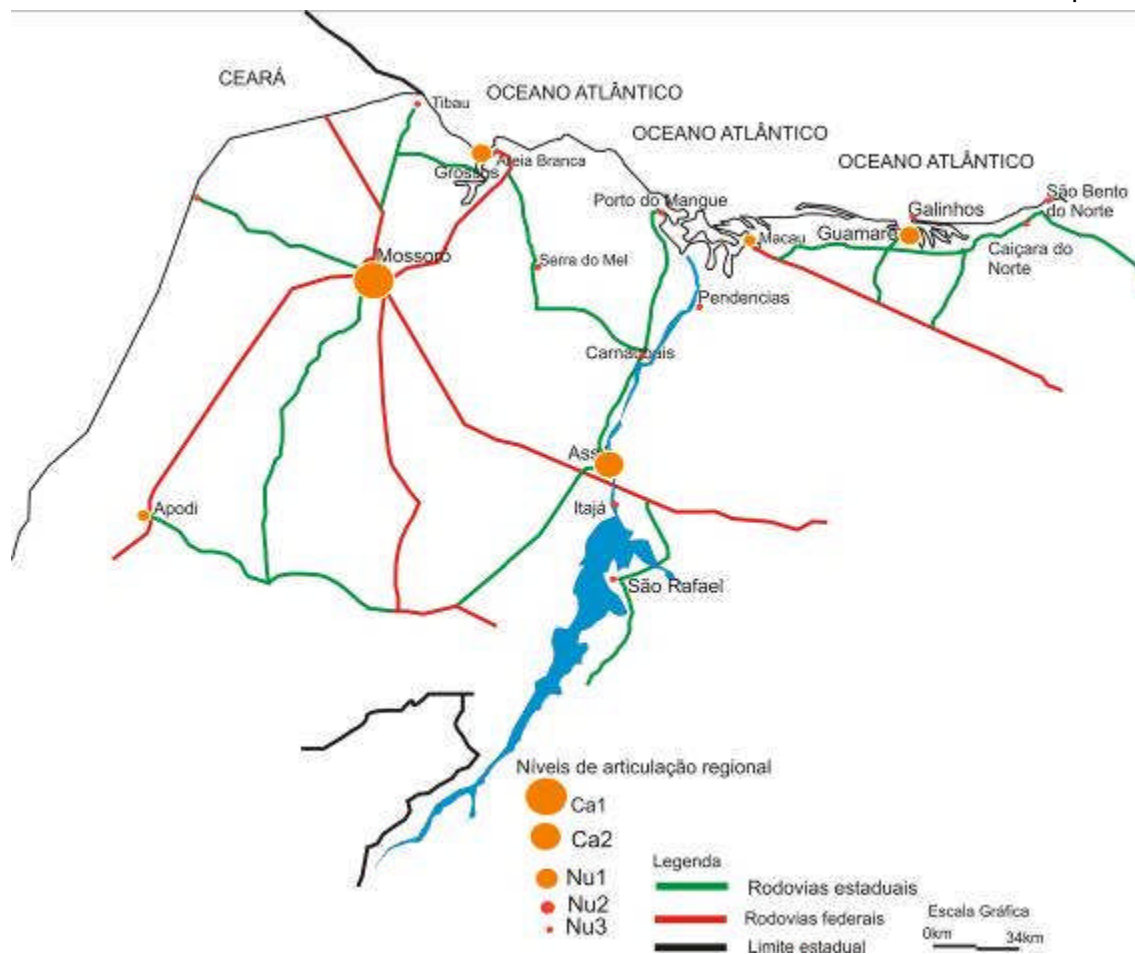 CEARÁ
OCEANO ATLÂNTICO
Tibau
OCEANO ATLÂNTICO
OCEANO ATLÂNTICO
Areia Branca
Grossos
Porto do Mangue
São Bento
do Norte
Galinhos
Guamaré
Macau
Caiçara do
Norte
Mossoró
Serra do Mel
Pendencias
Carnaubais
Itajá
Apodi
São Rafael
Níveis de articulação regional
Ca1
Ca2
Nu1
Nu2
Nu3
Legenda
Rodovias estaduais
Rodovias federais
Limite estadual
Escala Gráfica
0km
34km